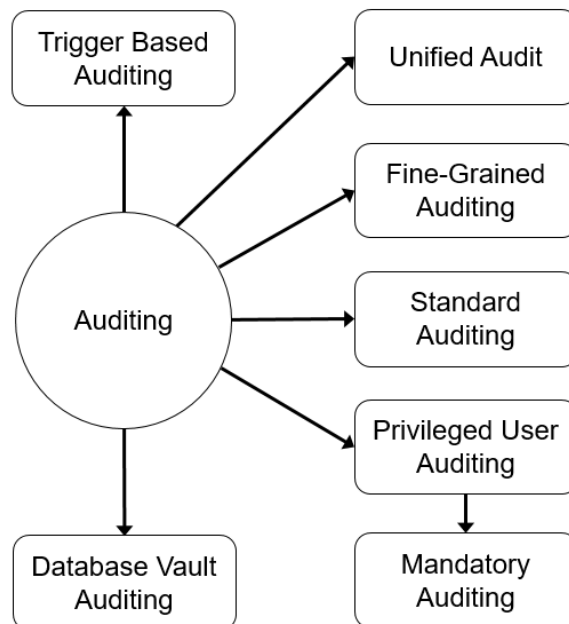 Trigger Based
Auditing
Unified Audit
Fine-Grained
Auditing
Auditing
Standard
Auditing
Privileged User
Auditing
Database Vault
Auditing
Mandatory
Auditing